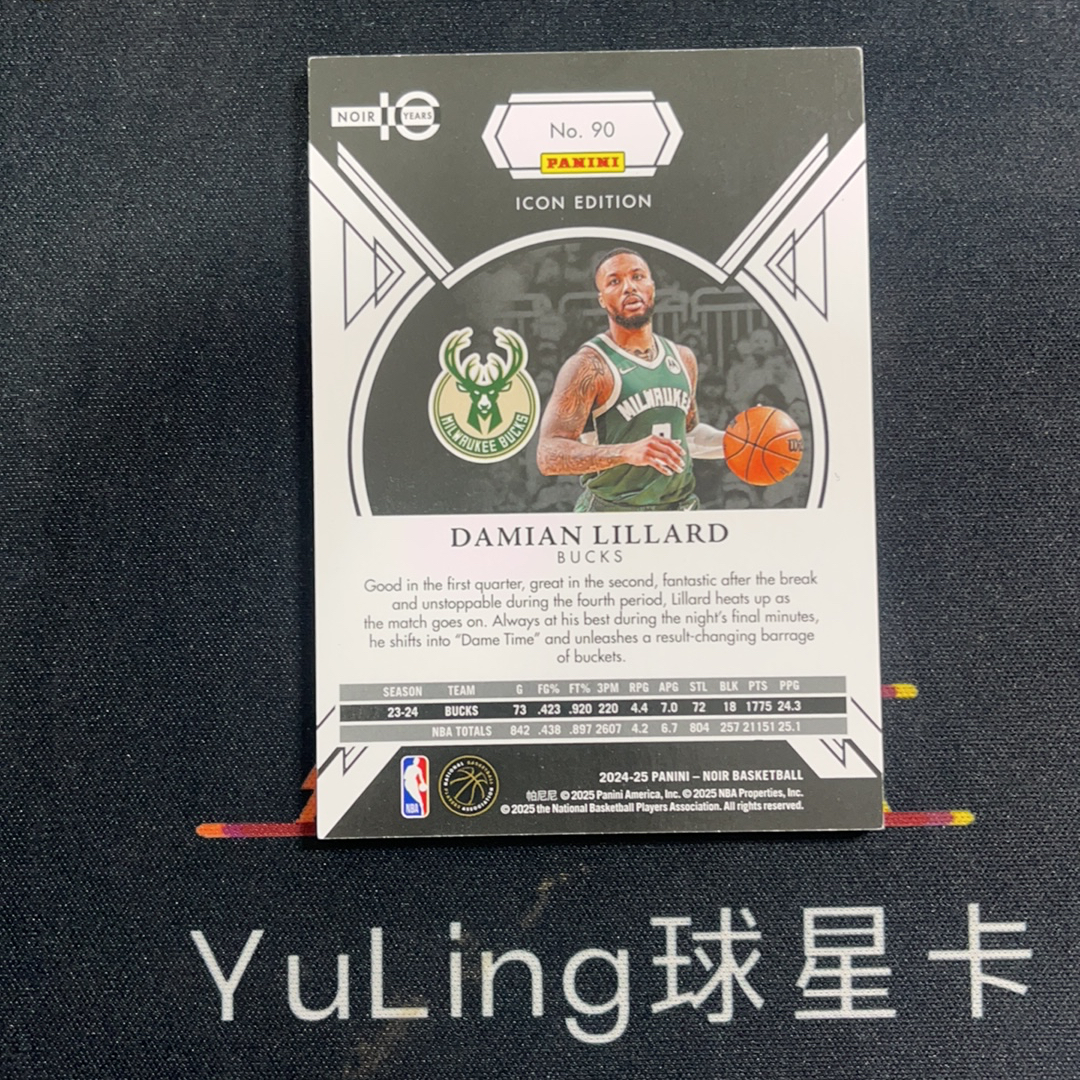 NOIR 10 YEARS
No. 90
PANINI
ICON EDITION
MILWAUKEE BUCKS
MILWAUKE
DAMIAN LILLARD
BUCKS
Good in the first quarter, great in the second, fantastic after the break
and unstoppable during the fourth period, Lillard heats up as
the match goes on. Always at his best during the night's final minutes,
he shifts into "Dame Time" and unleashes a result-changing barrage
of buckets.
SEASON TEAM G FG% FT% 3PM RPG APG STL BLK PTS PPG
23-24 BUCKS 73 .423 .920 220 4.4 7.0 72 18 1775 24.3
NBA TOTALS 842 .438 .897 2607 4.2 6.7 804 257 21151 25.1
NBA
NATIONAL BASKETBALL PLAYERS ASSOCIATION
2024-25 PANINI – NOIR BASKETBALL
帕尼尼 © 2025 Panini America, Inc. © 2025 NBA Properties, Inc.
© 2025 the National Basketball Players Association. All rights reserved.
YuLing球星卡